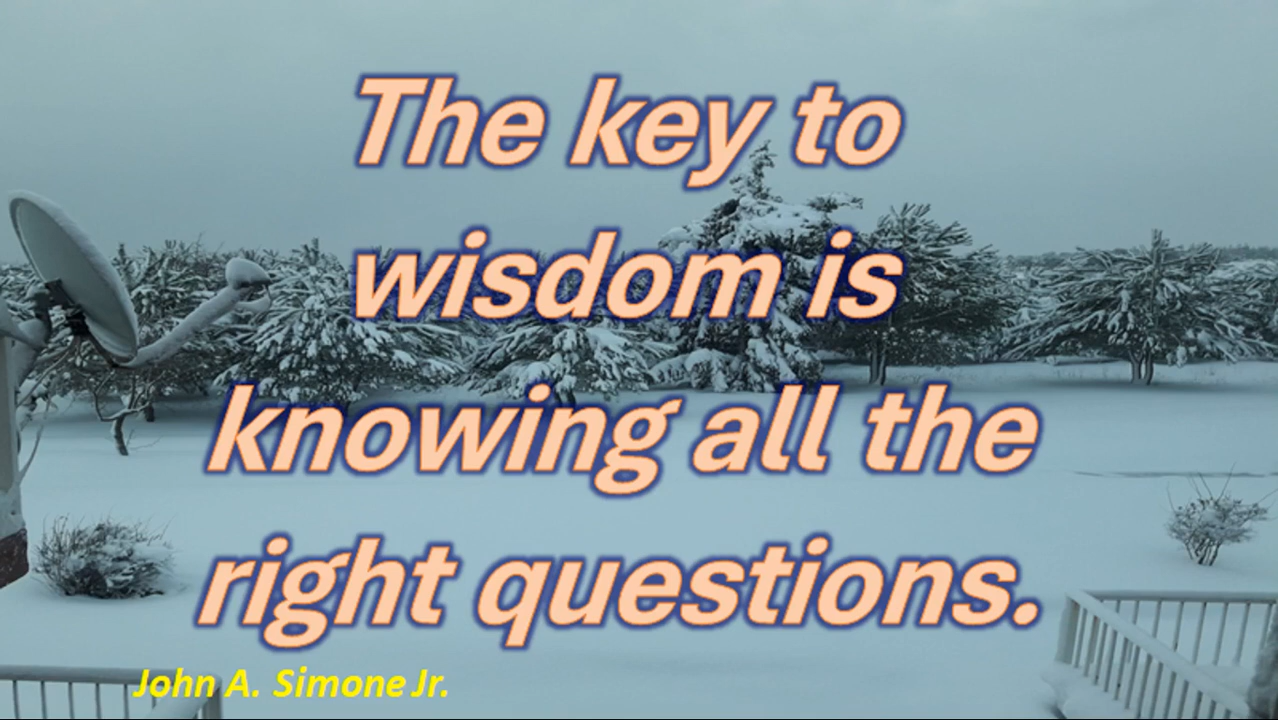 The key to
wisdom is
knowing all the
right questions.
John A. Simone Jr.